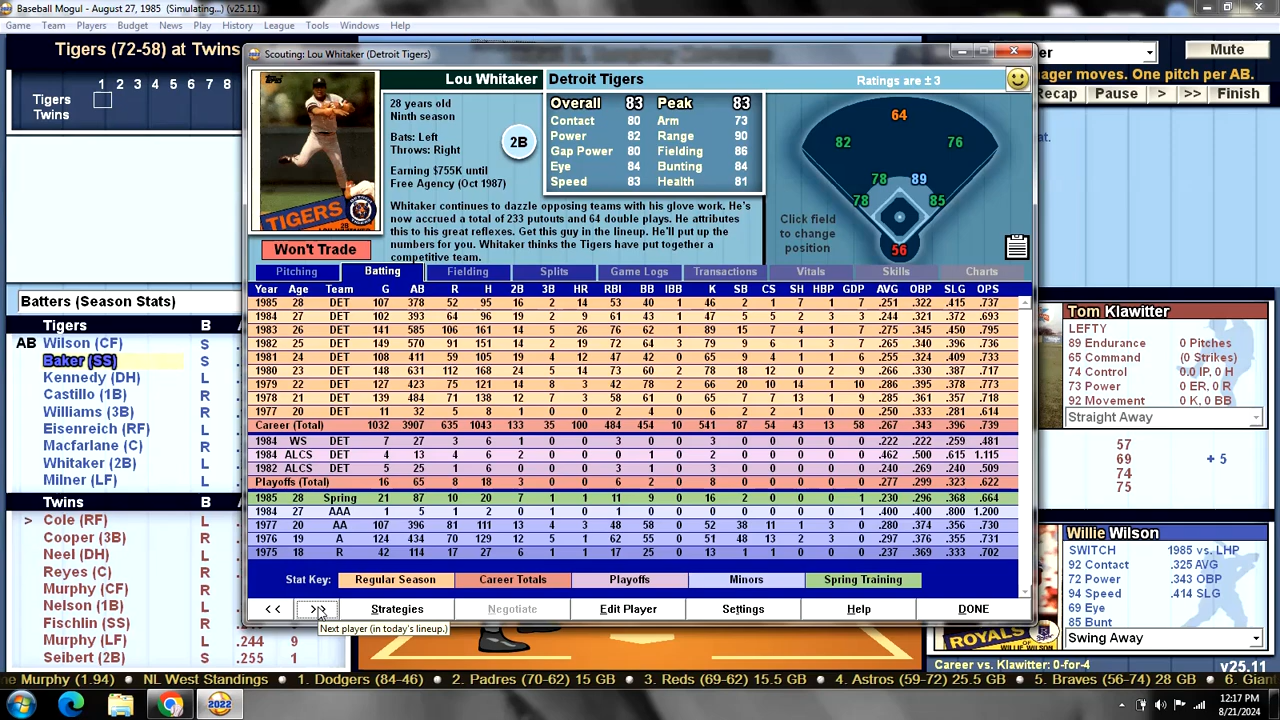 Baseball Mogul - August 27, 1985 (Simulating...) (v25.11)
Game Team Players Budget News Play History League Tools Windows Help
Tigers (72-58) at Twins
1 2 3 4 5 6 7 8
Tigers
Twins
Mute
ager moves. One pitch per AB.
Recap Pause > >> Finish
Scouting: Lou Whitaker (Detroit Tigers)
Lou Whitaker
28 years old
Ninth season
Bats: Left
Throws: Right
Earning $755K until
Free Agency (Oct 1987)
2B
Detroit Tigers
Ratings are ± 3
Overall 83 Peak 83
Contact 80 Arm 73
Power 82 Range 90
Gap Power 80 Fielding 86
Eye 84 Bunting 84
Speed 83 Health 81
Whitaker continues to dazzle opposing teams with his glove work. He's
now accrued a total of 233 putouts and 64 double plays. He attributes
this to his great reflexes. Get this guy in the lineup. He'll put up the
numbers for you. Whitaker thinks the Tigers have put together a
competitive team.
64
82 76
78 89
78 85
56
Click field
to change
position
TIGERS
Won't Trade
Pitching Batting Fielding Splits Game Logs Transactions Vitals Skills Charts
Year Age Team G AB R H 2B 3B HR RBI BB IBB K SB CS SH HBP GDP AVG OBP SLG OPS
1985 28 DET 107 378 52 95 16 2 14 53 40 1 46 2 1 7 1 7 .251 .322 .415 .737
1984 27 DET 102 393 64 96 19 2 9 61 43 1 47 5 5 2 3 3 .244 .321 .372 .693
1983 26 DET 141 585 106 161 14 5 26 76 62 1 89 15 7 4 1 7 .275 .345 .450 .795
1982 25 DET 149 570 91 151 14 2 14 72 64 3 79 9 6 1 3 7 .265 .340 .396 .736
1981 24 DET 108 411 59 105 19 4 12 47 42 0 65 5 4 1 1 6 .255 .324 .409 .733
1980 23 DET 148 631 112 168 24 5 14 73 60 2 78 18 12 0 2 9 .266 .330 .387 .717
1979 22 DET 127 423 75 121 14 8 3 42 78 2 66 20 10 14 1 10 .286 .395 .378 .773
1978 21 DET 139 484 71 138 12 7 3 58 61 0 65 7 7 13 1 9 .285 .361 .357 .718
1977 20 DET 11 32 5 8 1 0 0 2 4 0 6 2 2 1 0 0 .250 .333 .281 .614
Career (Total) 1032 3907 635 1043 133 35 100 484 454 10 541 87 54 43 13 58 .267 .343 .396 .739
1984 WS DET 7 27 3 6 1 0 0 3 0 0 3 0 0 0 0 0 .222 .222 .259 .481
1984 ALCS DET 4 13 4 6 2 0 0 0 1 0 2 0 0 0 0 0 .462 .500 .615 1.115
1982 ALCS DET 5 25 1 6 0 0 0 3 1 0 3 0 0 0 0 0 .240 .269 .240 .509
Playoffs (Total) 16 65 8 18 3 0 0 6 2 0 8 0 0 0 0 0 .277 .299 .323 .622
1985 28 Spring 21 87 10 20 7 1 1 11 9 0 16 2 0 0 0 1 .230 .296 .368 .664
1984 27 AAA 1 5 1 2 0 1 0 1 0 0 0 0 0 0 0 1 .400 .400 .800 1.200
1977 20 AA 107 396 81 111 13 4 3 48 58 0 52 38 11 1 3 0 .280 .374 .356 .730
1976 19 A 124 434 70 129 12 5 1 62 55 0 51 48 13 3 3 0 .297 .376 .355 .731
1975 18 R 42 114 17 27 6 1 1 17 25 0 13 1 1 0 0 0 .237 .369 .333 .702
Stat Key: Regular Season Career Totals Playoffs Minors Spring Training
<< >> Strategies Negotiate Edit Player Settings Help DONE
Next player (in today's lineup.)
Batters (Season Stats)
Tigers B
AB Wilson (CF) S
Baker (SS) S
Kennedy (DH) L
Castillo (1B) R
Williams (3B) R
Eisenreich (RF) L
Macfarlane (C) R
Whitaker (2B) L
Milner (LF) L
Twins B
> Cole (RF) L
Cooper (3B) R
Neel (DH) L
Reyes (C) R
Murphy (CF) R
Nelson (1B) R
Fischlin (SS) R
Murphy (LF) L .244 9
Seibert (2B) S .255 1
Tom Klawitter
LEFTY
89 Endurance 0 Pitches
65 Command (0 Strikes)
74 Control 0.0 IP, 0 H
73 Power 0 ER, 0 R
92 Movement 0 K, 0 BB
Straight Away
57
69
74
75
+ 5
Willie Wilson
SWITCH 1985 vs. LHP
92 Contact .325 AVG
72 Power .343 OBP
94 Speed .414 SLG
69 Eye
85 Bunt
Swing Away
ROYALS
WILLIE WILSON
Career vs. Klawitter: 0-for-4
v25.11
ne Murphy (1.94) • NL West Standings • 1. Dodgers (84-46) • 2. Padres (70-62) 15 GB • 3. Reds (69-62) 15.5 GB • 4. Astros (59-72) 25.5 GB • 5. Braves (56-74) 28 GB • 6. Giant
2022
12:17 PM
8/21/2024